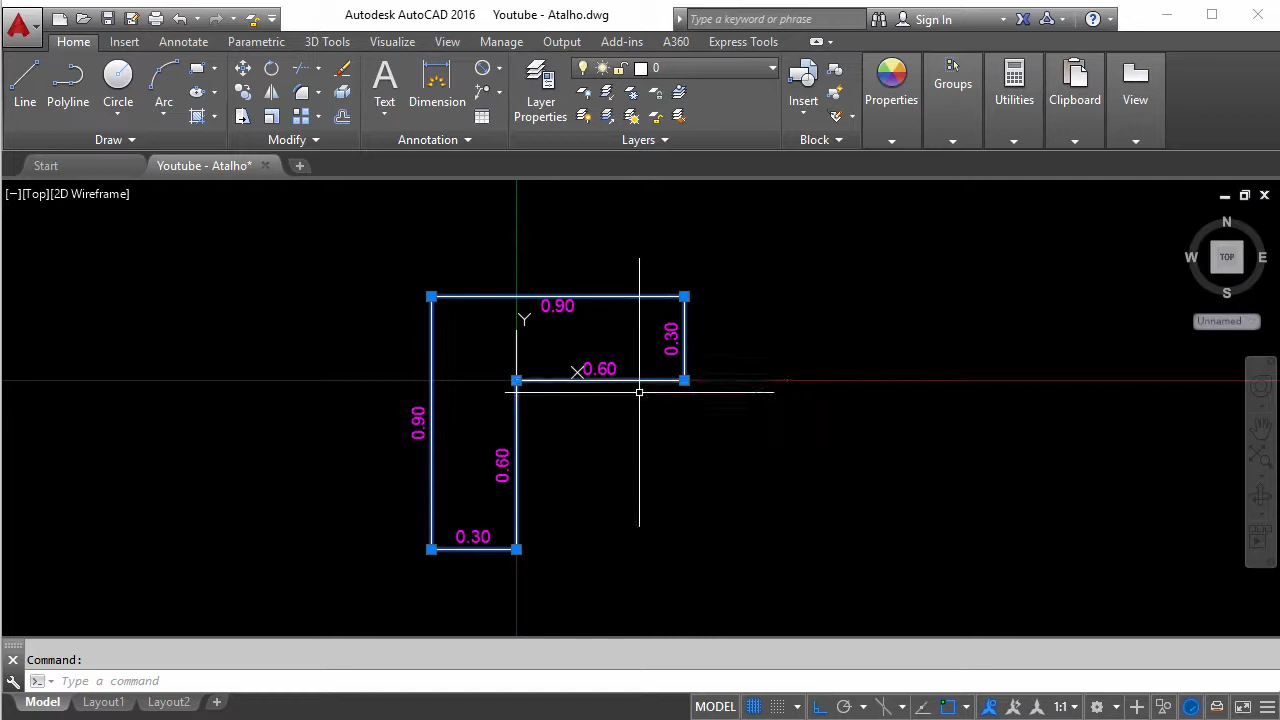 Autodesk AutoCAD 2016 Youtube - Atalho.dwg
Type a keyword or phrase
Sign In
Home Insert Annotate Parametric 3D Tools Visualize View Manage Output Add-ins A360 Express Tools
Line Polyline Circle Arc
Text Dimension
Layer Properties
0
Insert
Properties Groups Utilities Clipboard View
Draw Modify Annotation Layers Block
Start Youtube - Atalho*
[−][Top][2D Wireframe]
N
W TOP E
S
Unnamed
0.90
Y
0.30
X
0.60
0.90
0.60
0.30
Command:
Type a command
Model Layout1 Layout2
MODEL 1:1